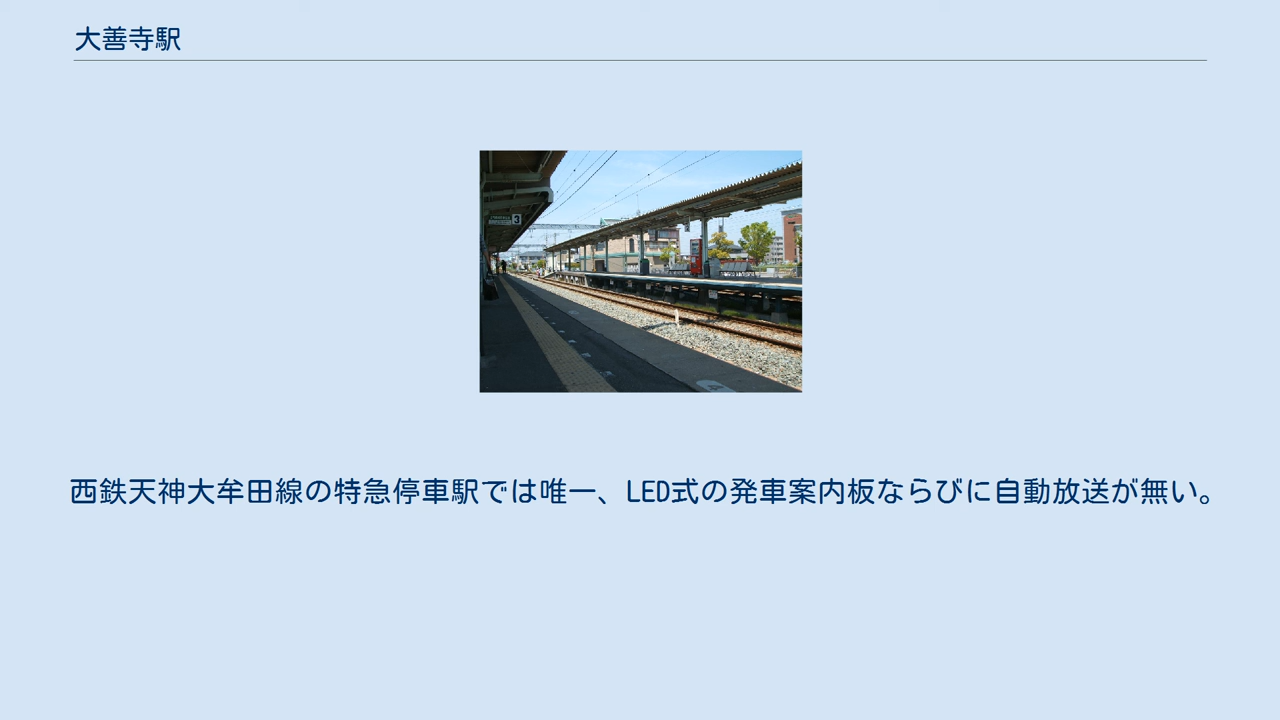 大善寺駅
3
西鉄天神大牟田線の特急停車駅では唯一、LED式の発車案内板ならびに自動放送が無い。